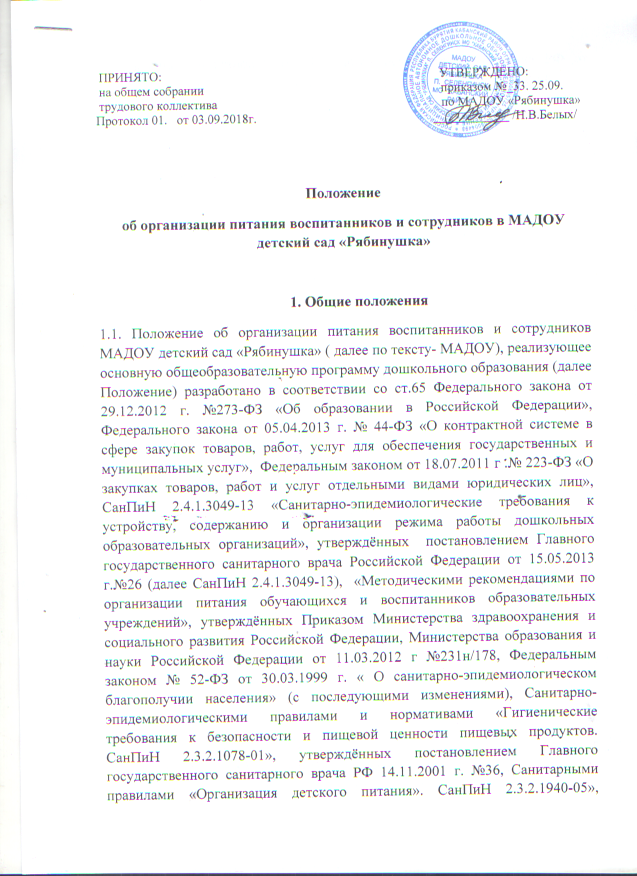 ПРИНЯТО:
на общем собрании
трудового коллектива
Протокол 01. от 03.09.2018г.
УТВЕРЖДЕНО:
приказом № 33. 25.09.
по МАДОУ «Рябинушка»
/Н.В.Белых/
МАДОУ
ДЕТСКИЙ САД
Положение
об организации питания воспитанников и сотрудников в МАДОУ
детский сад «Рябинушка»
1. Общие положения
1.1. Положение об организации питания воспитанников и сотрудников
МАДОУ детский сад «Рябинушка» ( далее по тексту- МАДОУ), реализующее
основную общеобразовательную программу дошкольного образования (далее
Положение) разработано в соответствии со ст.65 Федерального закона от
29.12.2012 г. №273-ФЗ «Об образовании в Российской Федерации»,
Федерального закона от 05.04.2013 г. № 44-ФЗ «О контрактной системе в
сфере закупок товаров, работ, услуг для обеспечения государственных и
муниципальных услуг», Федеральным законом от 18.07.2011 г .№ 223-ФЗ «О
закупках товаров, работ и услуг отдельными видами юридических лиц»,
СанПиН 2.4.1.3049-13 «Санитарно-эпидемиологические требования к
устройству, содержанию и организации режима работы дошкольных
образовательных организаций», утверждённых постановлением Главного
государственного санитарного врача Российской Федерации от 15.05.2013
г.№26 (далее СанПиН 2.4.1.3049-13), «Методическими рекомендациями по
организации питания обучающихся и воспитанников образовательных
учреждений», утверждённых Приказом Министерства здравоохранения и
социального развития Российской Федерации, Министерства образования и
науки Российской Федерации от 11.03.2012 г №231н/178, Федеральным
законом № 52-ФЗ от 30.03.1999 г. « О санитарно-эпидемиологическом
благополучии населения» (с последующими изменениями), Санитарно-
эпидемиологическими правилами и нормативами «Гигиенические
требования к безопасности и пищевой ценности пищевых продуктов.
СанПиН 2.3.2.1078-01», утверждённых постановлением Главного
государственного санитарного врача РФ 14.11.2001 г. №36, Санитарными
правилами «Организация детского питания». СанПиН 2.3.2.1940-05»,